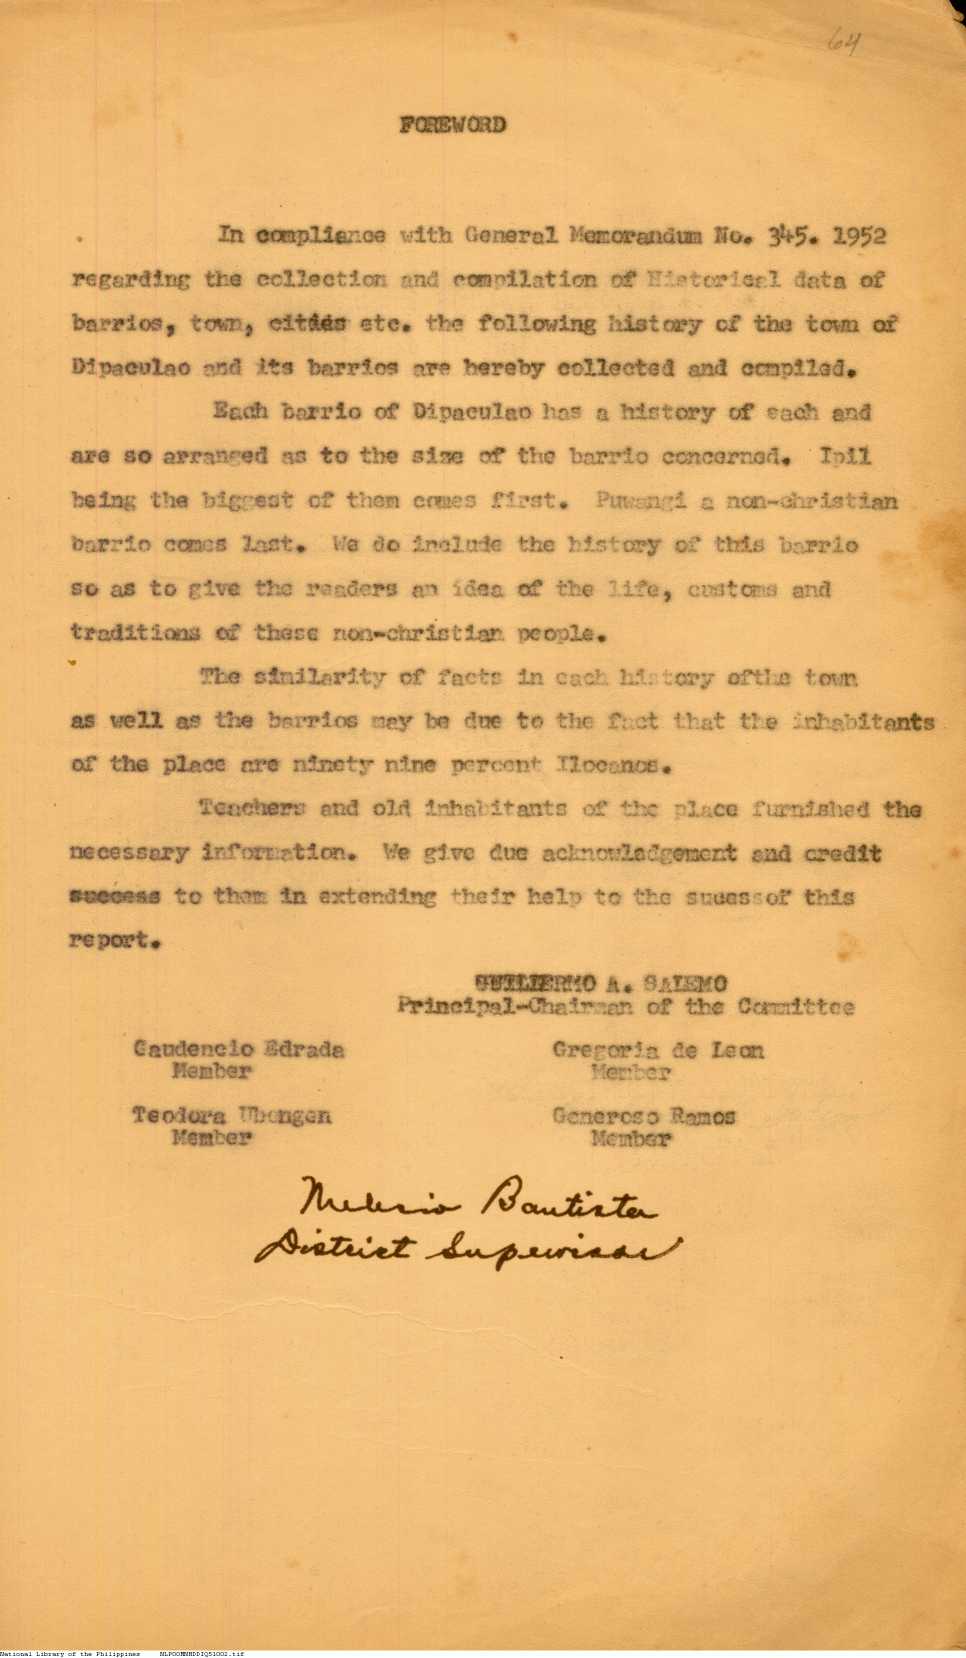 64
FOREWORD
In compliance with General Memorandum No. 345. 1952
regarding the collection and compilation of Historical data of
barrios, town, cities etc. the following history of the town of
Dipaculao and its barrios are hereby collected and compiled.
Each barrio of Dipaculao has a history of each and
are so arranged as to the size of the barrio concerned. Ipil
being the biggest of them comes first. Puwangi a non-christian
barrio comes last. We do include the history of this barrio
so as to give the readers an idea of the life, customs and
traditions of these non-christian people.
The similarity of facts in each history ofthe town
as well as the barrios may be due to the fact that the inhabitants
of the place are ninety nine percent Ilocanos.
Teachers and old inhabitants of the place furnished the
necessary information. We give due acknowledgement and credit
success to them in extending their help to the sucessof this
report.
GUILIERMO A. SALEMO
Principal-Chairman of the Committee
Gaudencio Edrada
Member
Gregoria de Leon
Member
Teodora Ubongen
Member
Generoso Ramos
Member
Melesio Bautista
District Supervisor
National Library of the Philippines NLPOOMNHDDIQ51002.tif